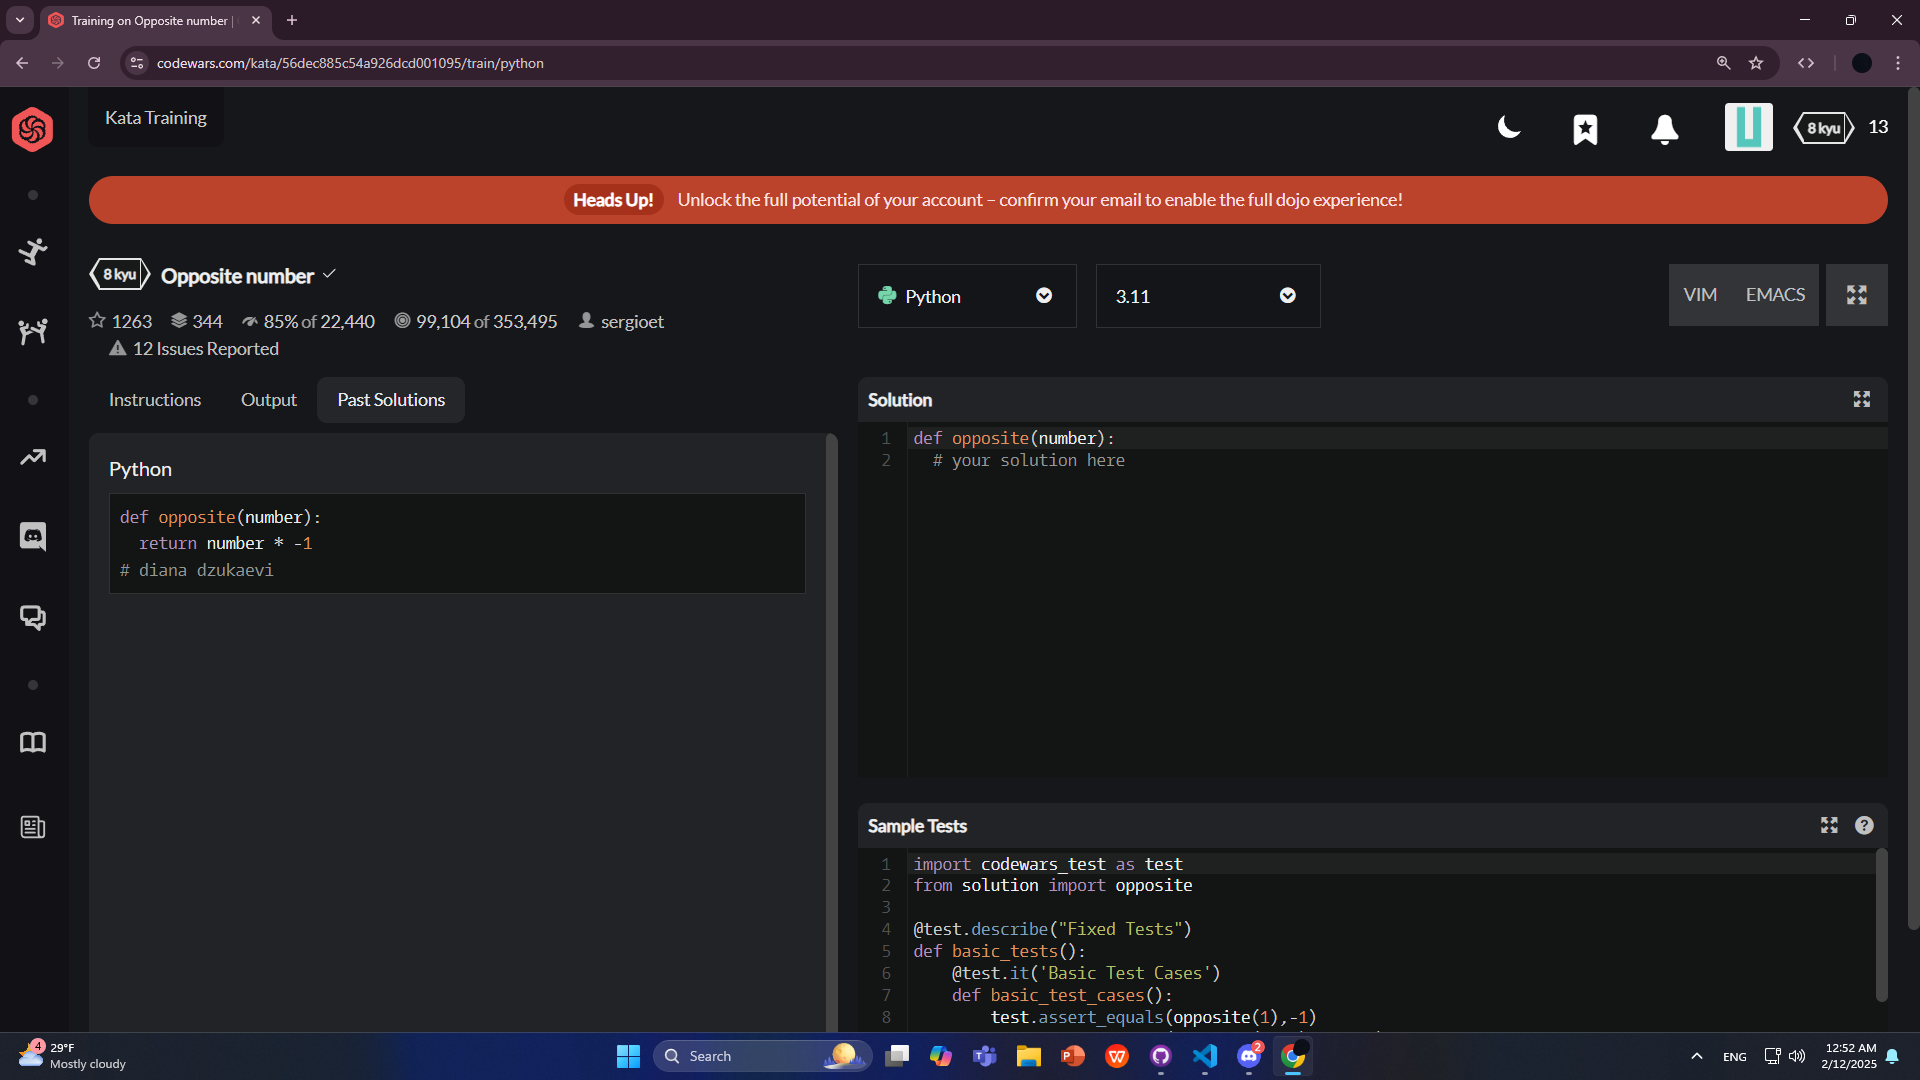 Training on Opposite number |
codewars.com/kata/56dec885c54a926dcd001095/train/python
Kata Training
8 kyu
13
Heads Up! Unlock the full potential of your account – confirm your email to enable the full dojo experience!
8 kyu Opposite number
1263 344 85% of 22,440 99,104 of 353,495 sergioet
12 Issues Reported
Python
3.11
VIM EMACS
Instructions Output Past Solutions
Python
def opposite(number):
return number * -1
# diana dzukaevi
Solution
1 def opposite(number):
2 # your solution here
Sample Tests
?
1 import codewars_test as test
2 from solution import opposite
3
4 @test.describe("Fixed Tests")
5 def basic_tests():
6 @test.it('Basic Test Cases')
7 def basic_test_cases():
8 test.assert_equals(opposite(1),-1)
4
29°F
Mostly cloudy
Search
2
ENG
12:52 AM
2/12/2025